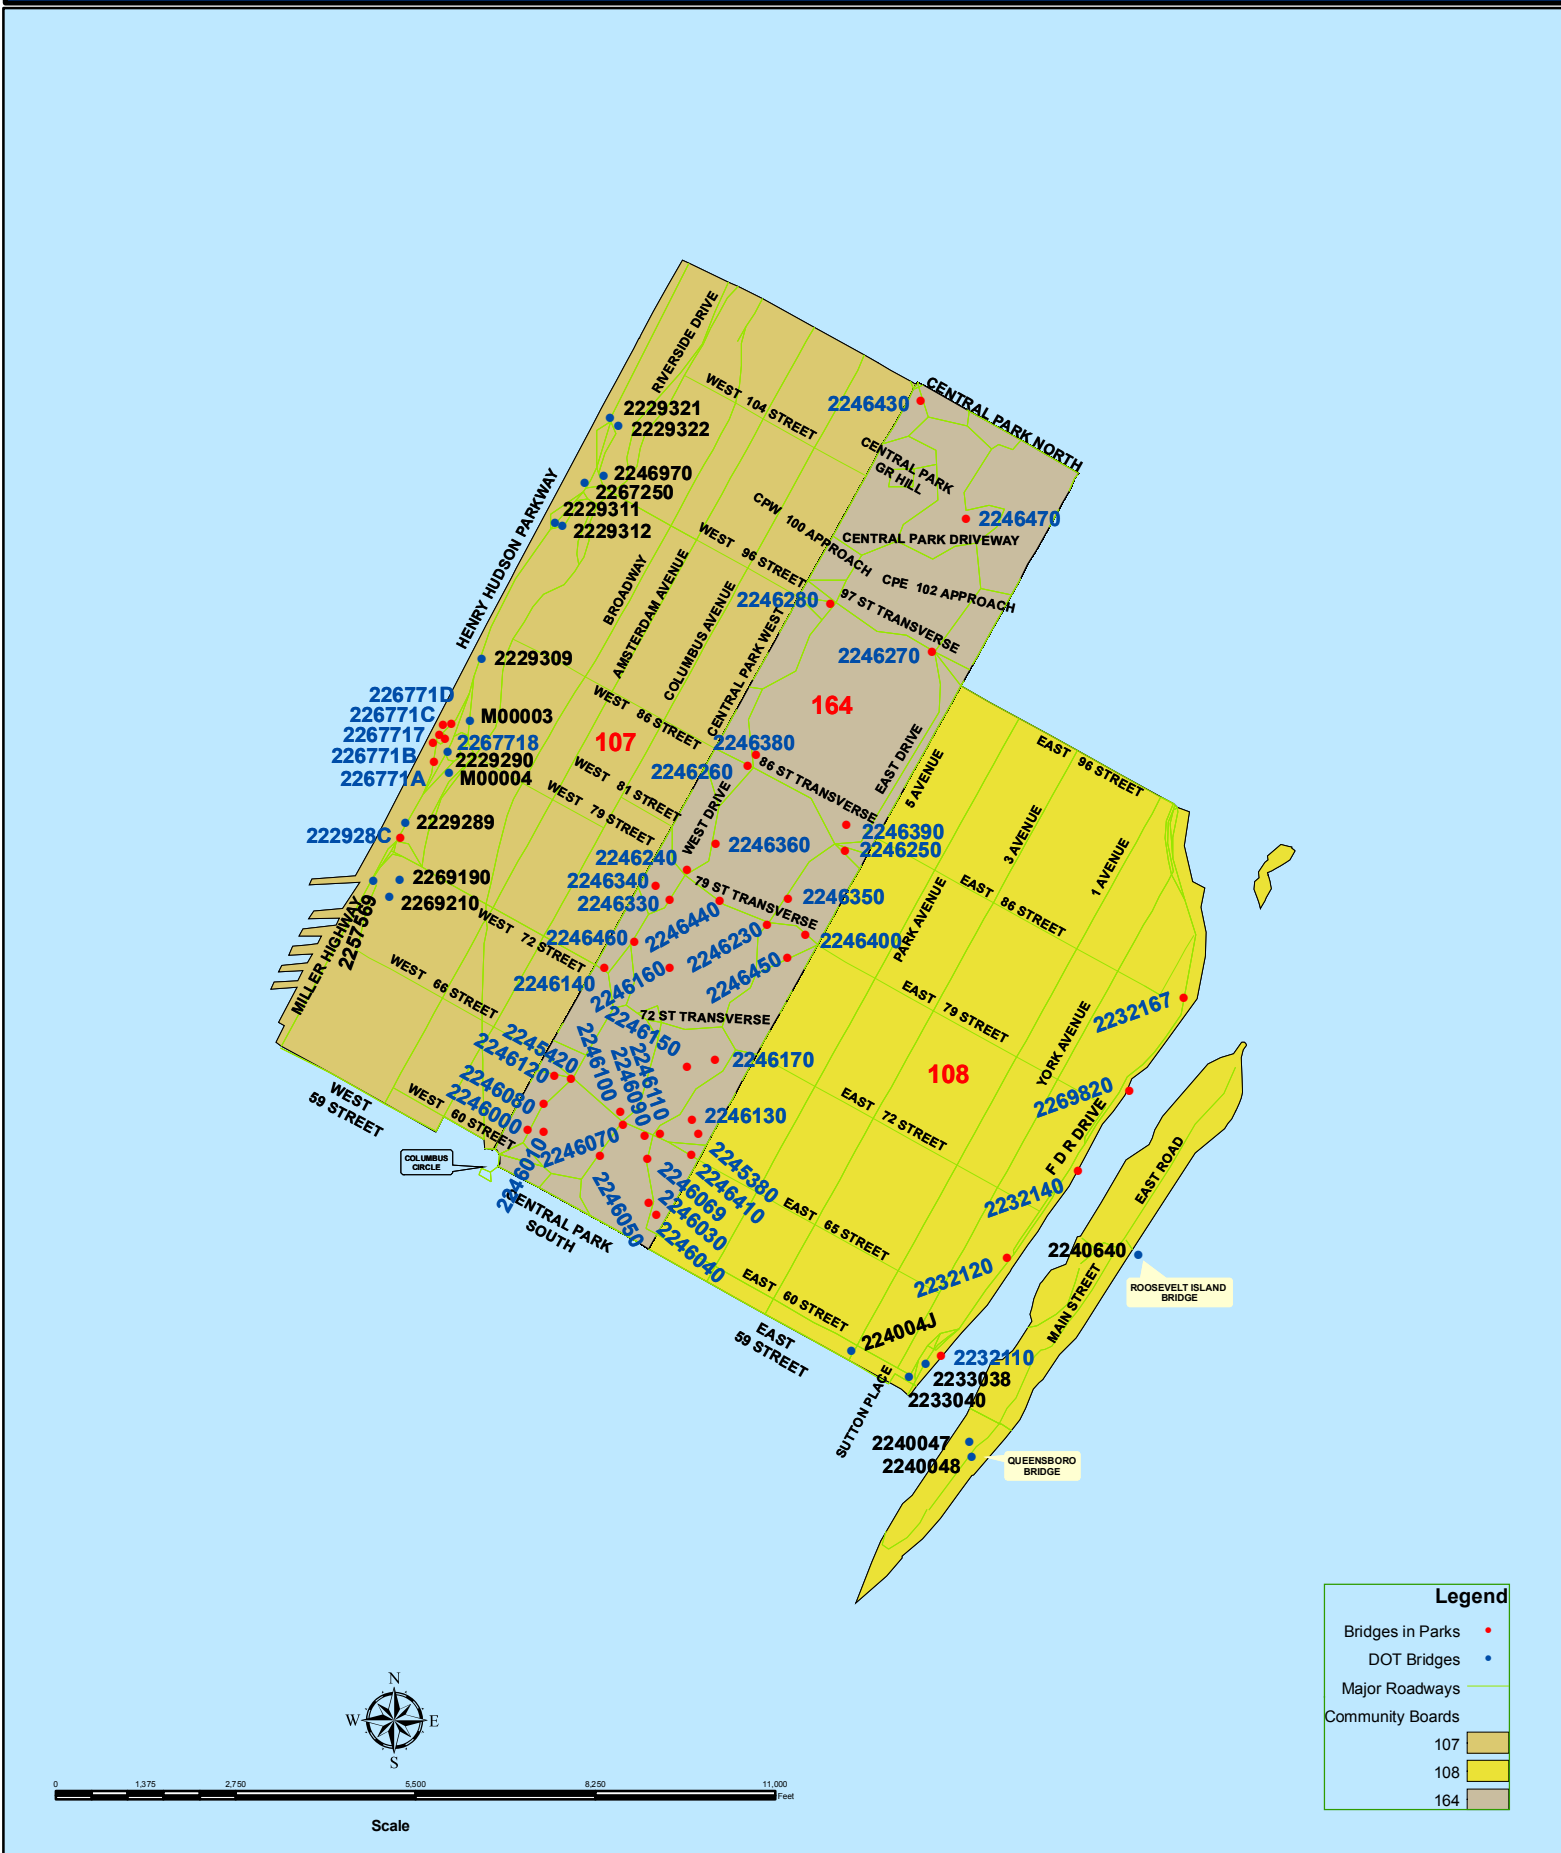 RIVERSIDE DRIVE
CENTRAL PARK NORTH
WEST 104 STREET
2246430
2229321
2229322
CENTRAL PARK
GR HILL
HENRY HUDSON PARKWAY
2246970
2267250
2229311
2229312
CPW 100 APPROACH
2246470
WEST 96 STREET
CENTRAL PARK DRIVEWAY
BROADWAY
AMSTERDAM AVENUE
COLUMBUS AVENUE
CENTRAL PARK WEST
CPE 102 APPROACH
2246280
97 ST TRANSVERSE
2246270
2229309
226771D
226771C
2267717
226771B
226771A
M00003
2267718
2229290
M00004
WEST 86 STREET
107
164
2246380
2246260
86 ST TRANSVERSE
EAST DRIVE
5 AVENUE
EAST 96 STREET
WEST 81 STREET
WEST 79 STREET
WEST DRIVE
2229289
222928C
2246390
2246250
2246360
2246240
2246340
2246330
79 ST TRANSVERSE
3 AVENUE
1 AVENUE
PARK AVENUE
EAST 86 STREET
2269190
2269210
2257569
MILLER HIGHWAY
WEST 72 STREET
2246350
2246440
2246460
2246230
2246400
2246140
2246160
2246450
WEST 66 STREET
72 ST TRANSVERSE
EAST 79 STREET
2232167
2246150
2246170
2245420
2246120
2246100
2246090
2246110
2246080
2246000
2246010
2246070
2246130
108
YORK AVENUE
2269820
EAST 72 STREET
F D R DRIVE
WEST
59 STREET
WEST 60 STREET
COLUMBUS
CIRCLE
2245380
2246410
2246069
2246030
2246040
2246050
CENTRAL PARK
SOUTH
EAST 65 STREET
2232140
EAST ROAD
2240640
ROOSEVELT ISLAND
BRIDGE
2232120
MAIN STREET
EAST 60 STREET
EAST
59 STREET
224004J
2232110
2233038
2233040
SUTTON PLACE
2240047
2240048
QUEENSBORO
BRIDGE
Legend
Bridges in Parks
DOT Bridges
Major Roadways
Community Boards
107
108
164
N
W E
S
0 1,375 2,750 5,500 8,250 11,000
Feet
Scale